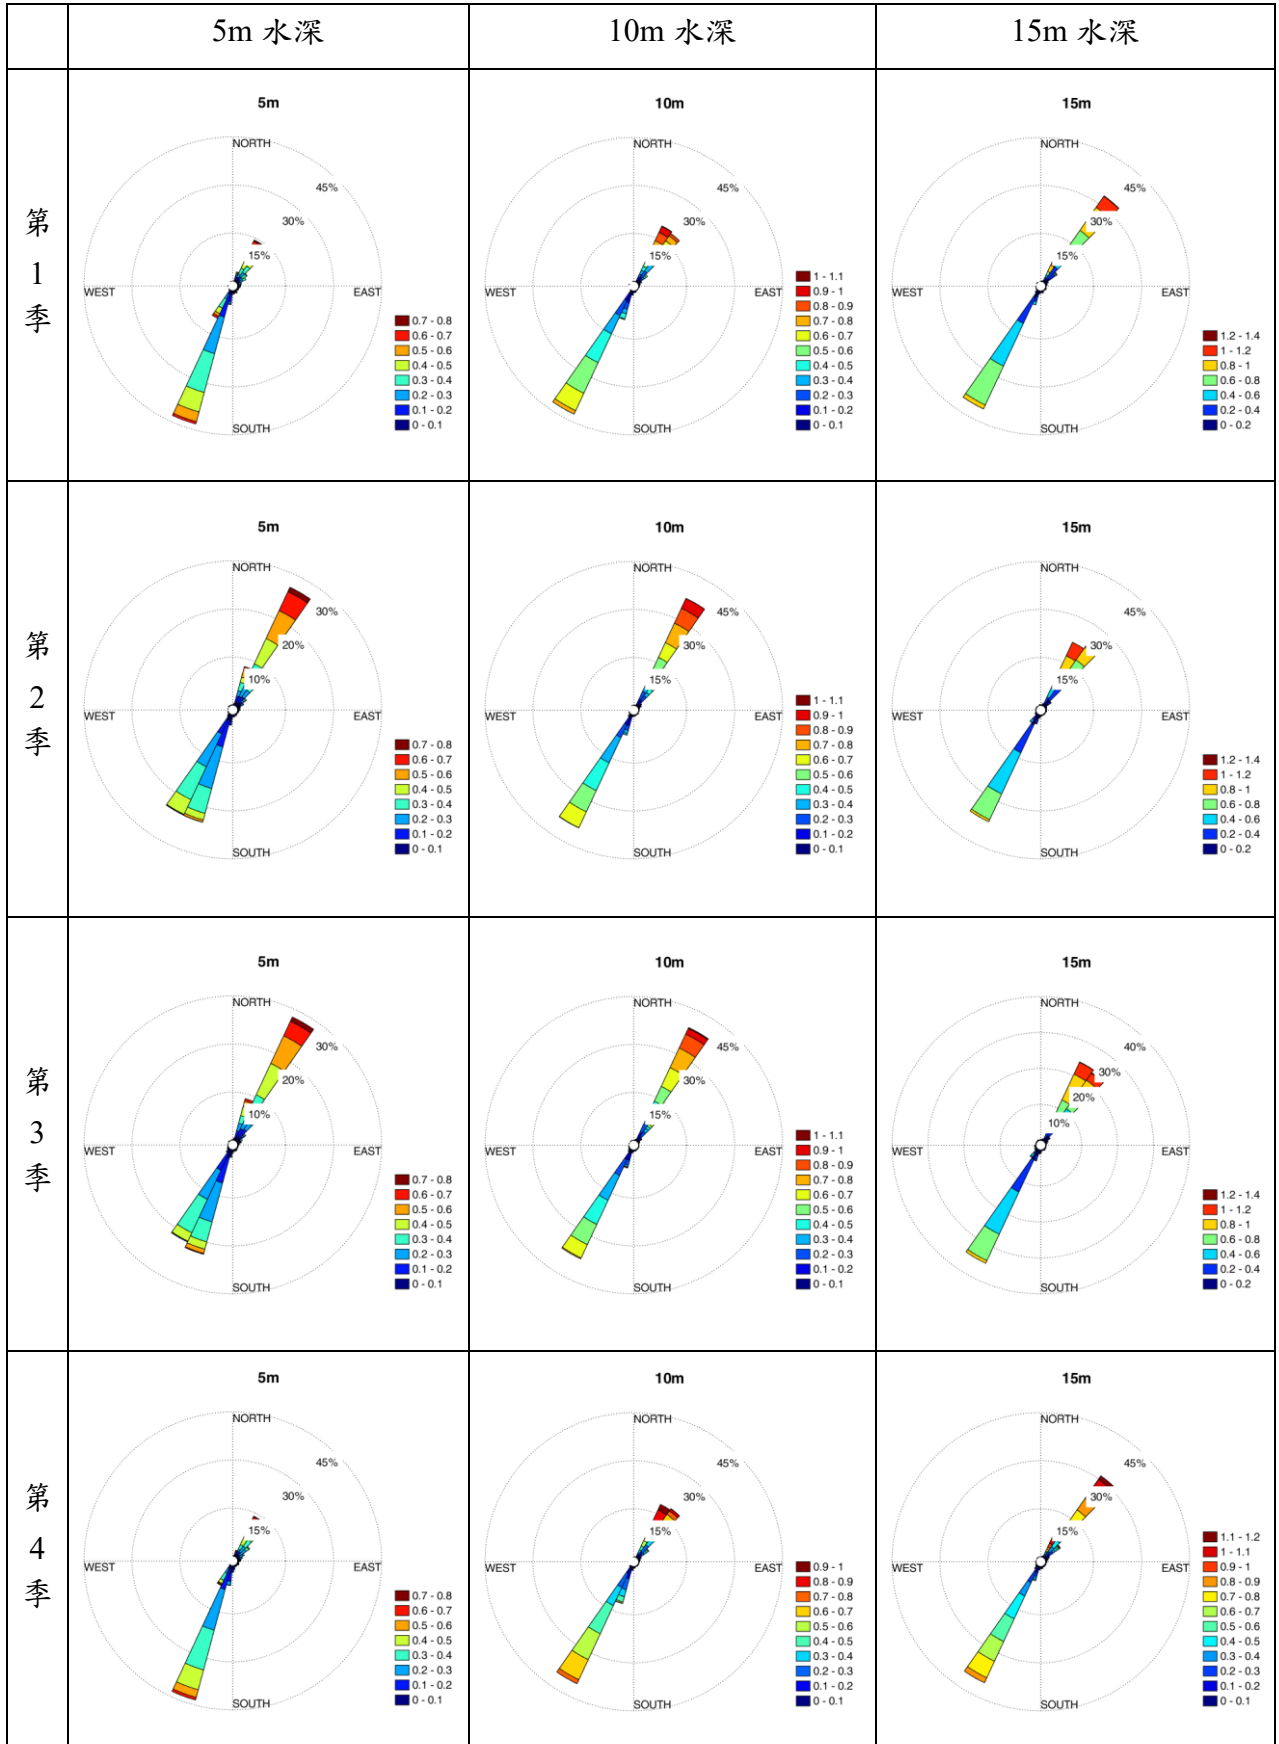 5m 水深
10m 水深
15m 水深
第
1
季
5m
NORTH
45%
30%
15%
WEST
EAST
SOUTH
0.7 - 0.8
0.6 - 0.7
0.5 - 0.6
0.4 - 0.5
0.3 - 0.4
0.2 - 0.3
0.1 - 0.2
0 - 0.1
10m
NORTH
45%
30%
15%
WEST
EAST
SOUTH
1 - 1.1
0.9 - 1
0.8 - 0.9
0.7 - 0.8
0.6 - 0.7
0.5 - 0.6
0.4 - 0.5
0.3 - 0.4
0.2 - 0.3
0.1 - 0.2
0 - 0.1
15m
NORTH
45%
30%
15%
WEST
EAST
SOUTH
1.2 - 1.4
1 - 1.2
0.8 - 1
0.6 - 0.8
0.4 - 0.6
0.2 - 0.4
0 - 0.2
第
2
季
5m
NORTH
30%
20%
10%
WEST
EAST
SOUTH
0.7 - 0.8
0.6 - 0.7
0.5 - 0.6
0.4 - 0.5
0.3 - 0.4
0.2 - 0.3
0.1 - 0.2
0 - 0.1
10m
NORTH
45%
30%
15%
WEST
EAST
SOUTH
1 - 1.1
0.9 - 1
0.8 - 0.9
0.7 - 0.8
0.6 - 0.7
0.5 - 0.6
0.4 - 0.5
0.3 - 0.4
0.2 - 0.3
0.1 - 0.2
0 - 0.1
15m
NORTH
45%
30%
15%
WEST
EAST
SOUTH
1.2 - 1.4
1 - 1.2
0.8 - 1
0.6 - 0.8
0.4 - 0.6
0.2 - 0.4
0 - 0.2
第
3
季
5m
NORTH
30%
20%
10%
WEST
EAST
SOUTH
0.7 - 0.8
0.6 - 0.7
0.5 - 0.6
0.4 - 0.5
0.3 - 0.4
0.2 - 0.3
0.1 - 0.2
0 - 0.1
10m
NORTH
45%
30%
15%
WEST
EAST
SOUTH
1 - 1.1
0.9 - 1
0.8 - 0.9
0.7 - 0.8
0.6 - 0.7
0.5 - 0.6
0.4 - 0.5
0.3 - 0.4
0.2 - 0.3
0.1 - 0.2
0 - 0.1
15m
NORTH
40%
30%
20%
10%
WEST
EAST
SOUTH
1.2 - 1.4
1 - 1.2
0.8 - 1
0.6 - 0.8
0.4 - 0.6
0.2 - 0.4
0 - 0.2
第
4
季
5m
NORTH
45%
30%
15%
WEST
EAST
SOUTH
0.7 - 0.8
0.6 - 0.7
0.5 - 0.6
0.4 - 0.5
0.3 - 0.4
0.2 - 0.3
0.1 - 0.2
0 - 0.1
10m
NORTH
45%
30%
15%
WEST
EAST
SOUTH
0.9 - 1
0.8 - 0.9
0.7 - 0.8
0.6 - 0.7
0.5 - 0.6
0.4 - 0.5
0.3 - 0.4
0.2 - 0.3
0.1 - 0.2
0 - 0.1
15m
NORTH
45%
30%
15%
WEST
EAST
SOUTH
1.1 - 1.2
1 - 1.1
0.9 - 1
0.8 - 0.9
0.7 - 0.8
0.6 - 0.7
0.5 - 0.6
0.4 - 0.5
0.3 - 0.4
0.2 - 0.3
0.1 - 0.2
0 - 0.1